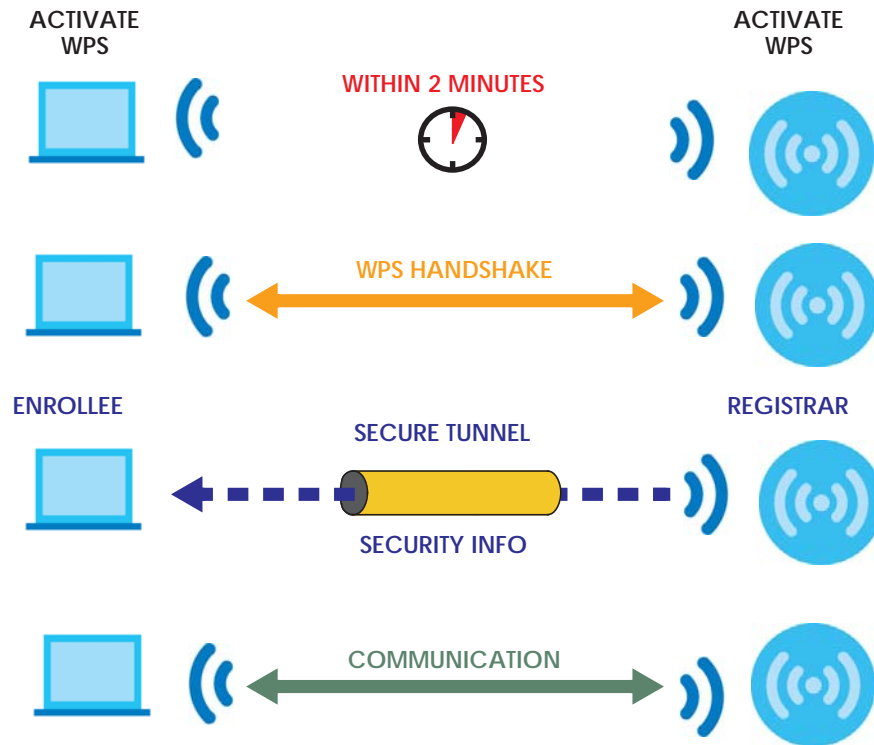 ACTIVATE
WPS
ACTIVATE
WPS
WITHIN 2 MINUTES
WPS HANDSHAKE
ENROLLEE
REGISTRAR
SECURE TUNNEL
SECURITY INFO
COMMUNICATION